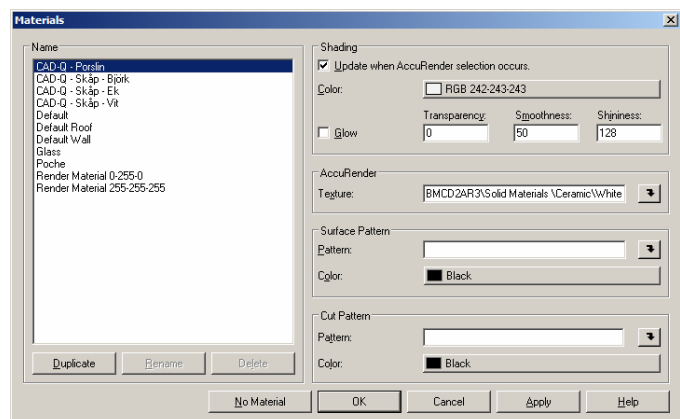 Materials
Name
CAD-Q - Porslin
CAD-Q - Skåp - Björk
CAD-Q - Skåp - Ek
CAD-Q - Skåp - Vit
Default
Default Roof
Default Wall
Glass
Poche
Render Material 0-255-0
Render Material 255-255-255
Duplicate
Rename
Delete
Shading
Update when AccuRender selection occurs.
Color:
RGB 242-243-243
Transparency:
Smoothness:
Shininess:
Glow
0
50
128
AccuRender
Texture:
BMCD2AR3\Solid Materials \Ceramic\White
Surface Pattern
Pattern:
Color:
Black
Cut Pattern
Pattern:
Color:
Black
No Material
OK
Cancel
Apply
Help